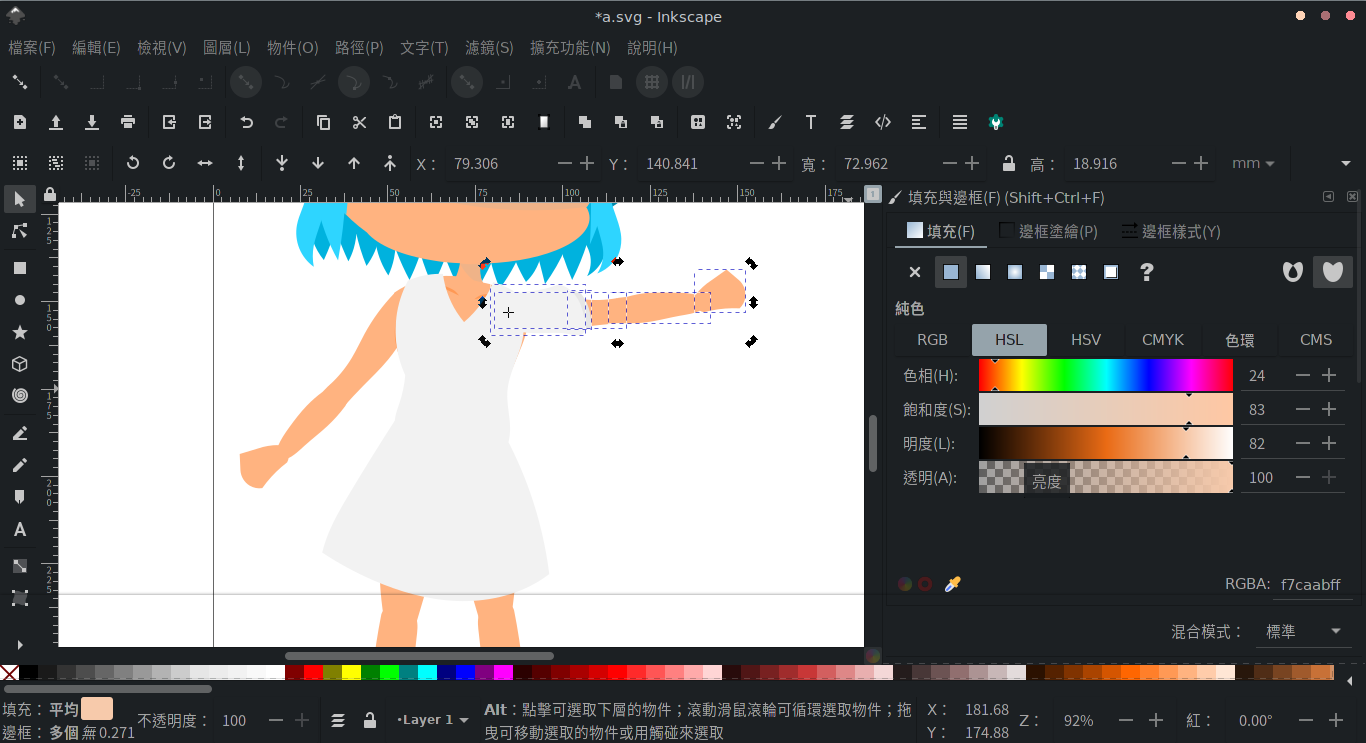 *a.svg - Inkscape
檔案(F) 編輯(E) 檢視(V) 圖層(L) 物件(O) 路徑(P) 文字(T) 濾鏡(S) 擴充功能(N) 說明(H)
X： 79.306 Y： 140.841 寬： 72.962 高： 18.916 mm
-25 0 25 50 75 100 125 150 175 1
填充與邊框(F) (Shift+Ctrl+F)
填充(F) 邊框塗繪(P) 邊框樣式(Y)
純色
RGB HSL HSV CMYK 色環 CMS
色相(H): 24
飽和度(S): 83
明度(L): 82
透明(A): 100
亮度
125
150
175
200
225
RGBA: f7caabff
混合模式： 標準
填充：平均
邊框：多個 無 0.271
不透明度： 100
•Layer 1
Alt：點擊可選取下層的物件；滾動滑鼠滾輪可循環選取物件；拖
曳可移動選取的物件或用觸碰來選取
X： 181.68
Y： 174.88
Z： 92%
紅： 0.00°